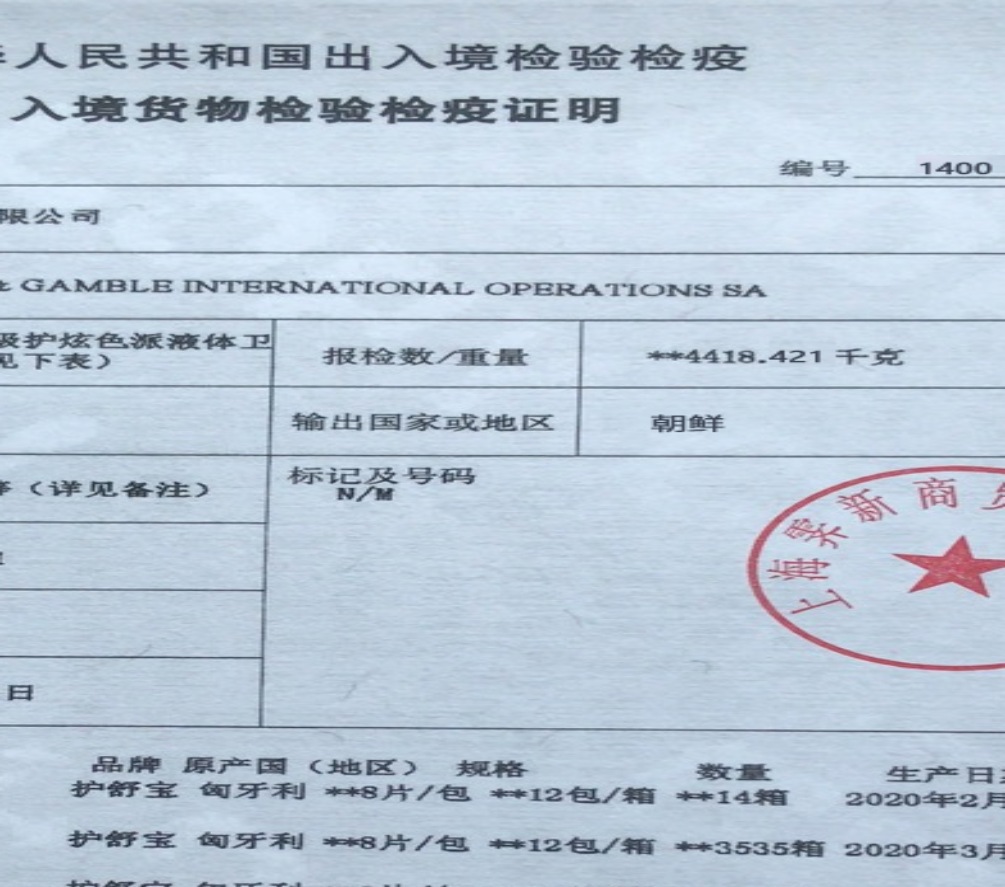 人民共和国出入境检验检疫
入境货物检验检疫证明
编号 1400
限公司
GAMBLE INTERNATIONAL OPERATIONS SA
吸护炫色派液体卫
见下表）
报检数/重量
**4418.421 千克
输出国家或地区
朝鲜
（详见备注）
标记及号码
N/M
上海霁新商
日
品牌 原产国（地区） 规格 数量 生产日期
护舒宝 匈牙利 **8片/包 **12包/箱 **14箱 2020年2月
护舒宝 匈牙利 **8片/包 **12包/箱 **3535箱 2020年3月